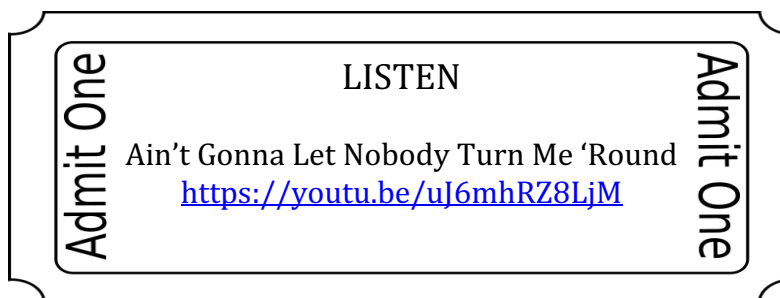 Admit One
LISTEN
Ain’t Gonna Let Nobody Turn Me ‘Round
https://youtu.be/uJ6mhRZ8LjM
Admit One